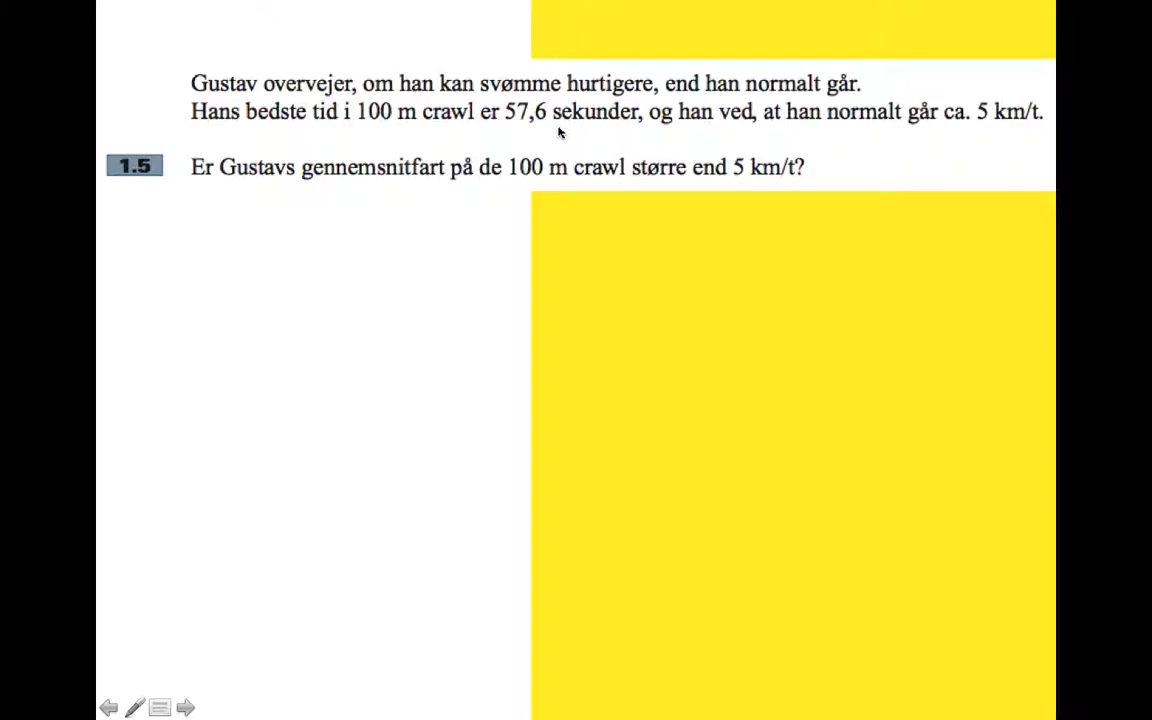 Gustav overvejer, om han kan svømme hurtigere, end han normalt går.
Hans bedste tid i 100 m crawl er 57,6 sekunder, og han ved, at han normalt går ca. 5 km/t.
1.5 Er Gustavs gennemsnitfart på de 100 m crawl større end 5 km/t?